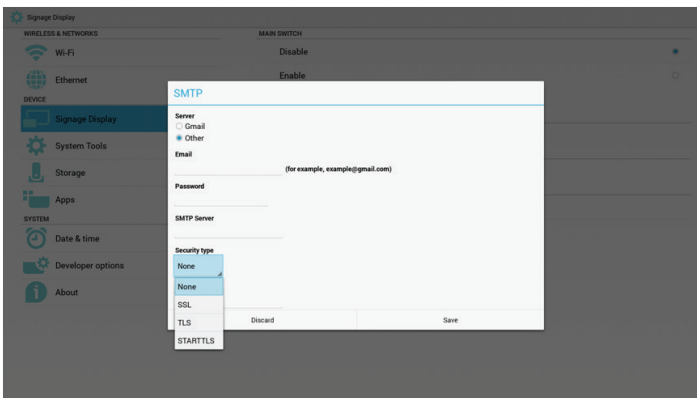 Signage Display
WIRELESS & NETWORKS
Wi-Fi
Ethernet
DEVICE
Signage Display
System Tools
Storage
Apps
SYSTEM
Date & time
Developer options
About
MAIN SWITCH
Disable
Enable
SMTP
Server
Gmail
Other
Email
(for example, example@gmail.com)
Password
SMTP Server
Security type
None
None
SSL
TLS
STARTTLS
Discard
Save